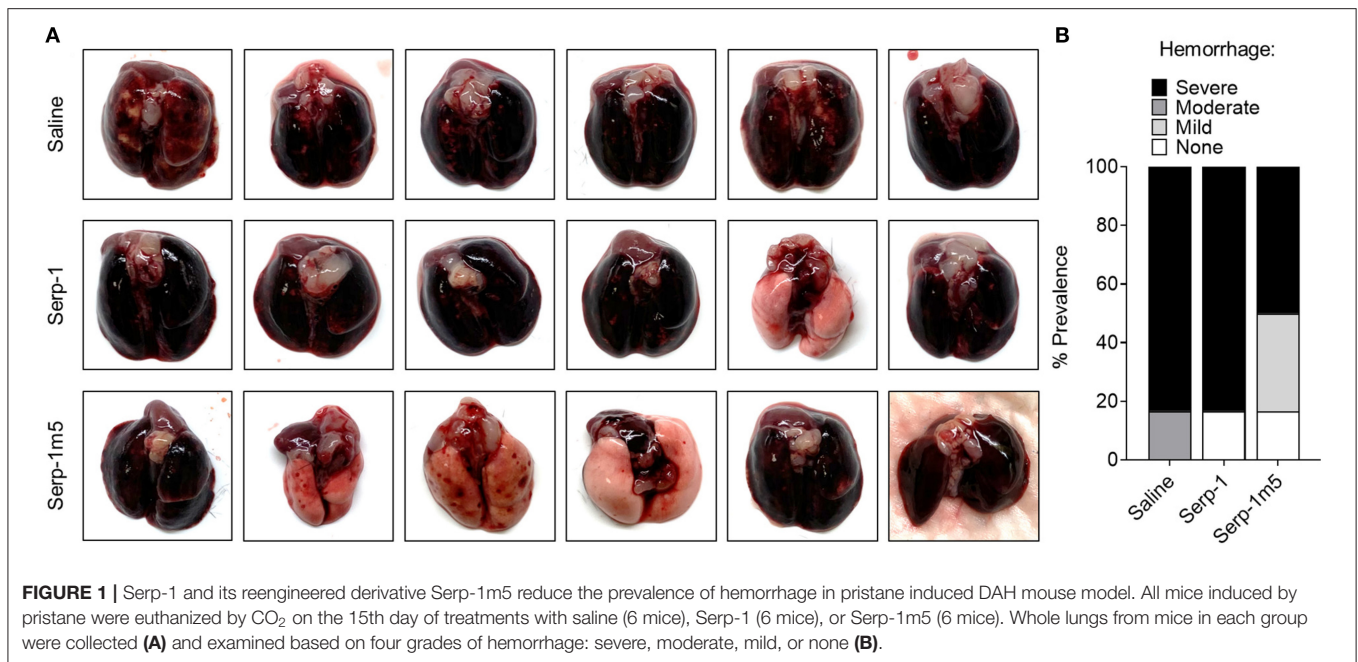 A
Saline
Serp-1
Serp-1m5
B
Hemorrhage:
Severe
Moderate
Mild
None
% Prevalence
100
80
60
40
20
0
Saline
Serp-1
Serp-1m5
FIGURE 1 | Serp-1 and its reengineered derivative Serp-1m5 reduce the prevalence of hemorrhage in pristane induced DAH mouse model. All mice induced by
pristane were euthanized by CO₂ on the 15th day of treatments with saline (6 mice), Serp-1 (6 mice), or Serp-1m5 (6 mice). Whole lungs from mice in each group
were collected (A) and examined based on four grades of hemorrhage: severe, moderate, mild, or none (B).